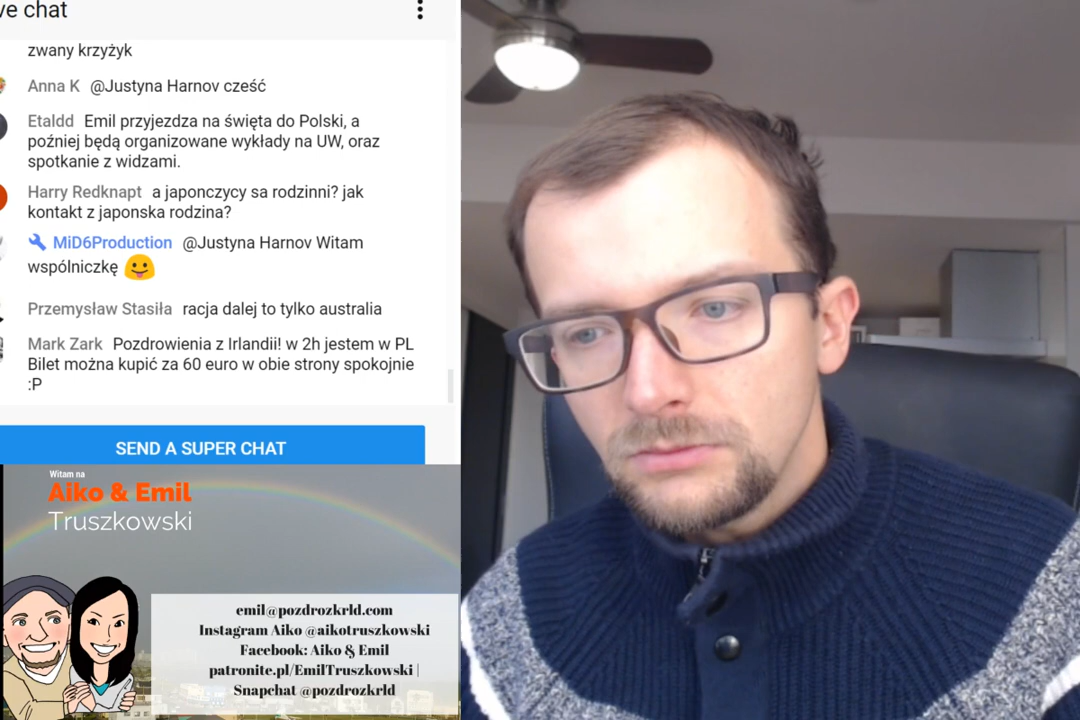 ve chat
zwany krzyżyk
Anna K @Justyna Harnov cześć
Etaldd Emil przyjezdza na święta do Polski, a
poźniej będą organizowane wykłady na UW, oraz
spotkanie z widzami.
Harry Redknapt a japonczycy sa rodzinni? jak
kontakt z japonska rodzina?
MiD6Production @Justyna Harnov Witam
wspólniczkę
Przemysław Stasiła racja dalej to tylko australia
Mark Zark Pozdrowienia z Irlandii! w 2h jestem w PL
Bilet można kupić za 60 euro w obie strony spokojnie
:P
SEND A SUPER CHAT
Witam na
Aiko & Emil
Truszkowski
emil@pozdrozkrld.com
Instagram Aiko @aikotruszkowski
Facebook: Aiko & Emil
patronite.pl/EmilTruszkowski |
Snapchat @pozdrozkrld